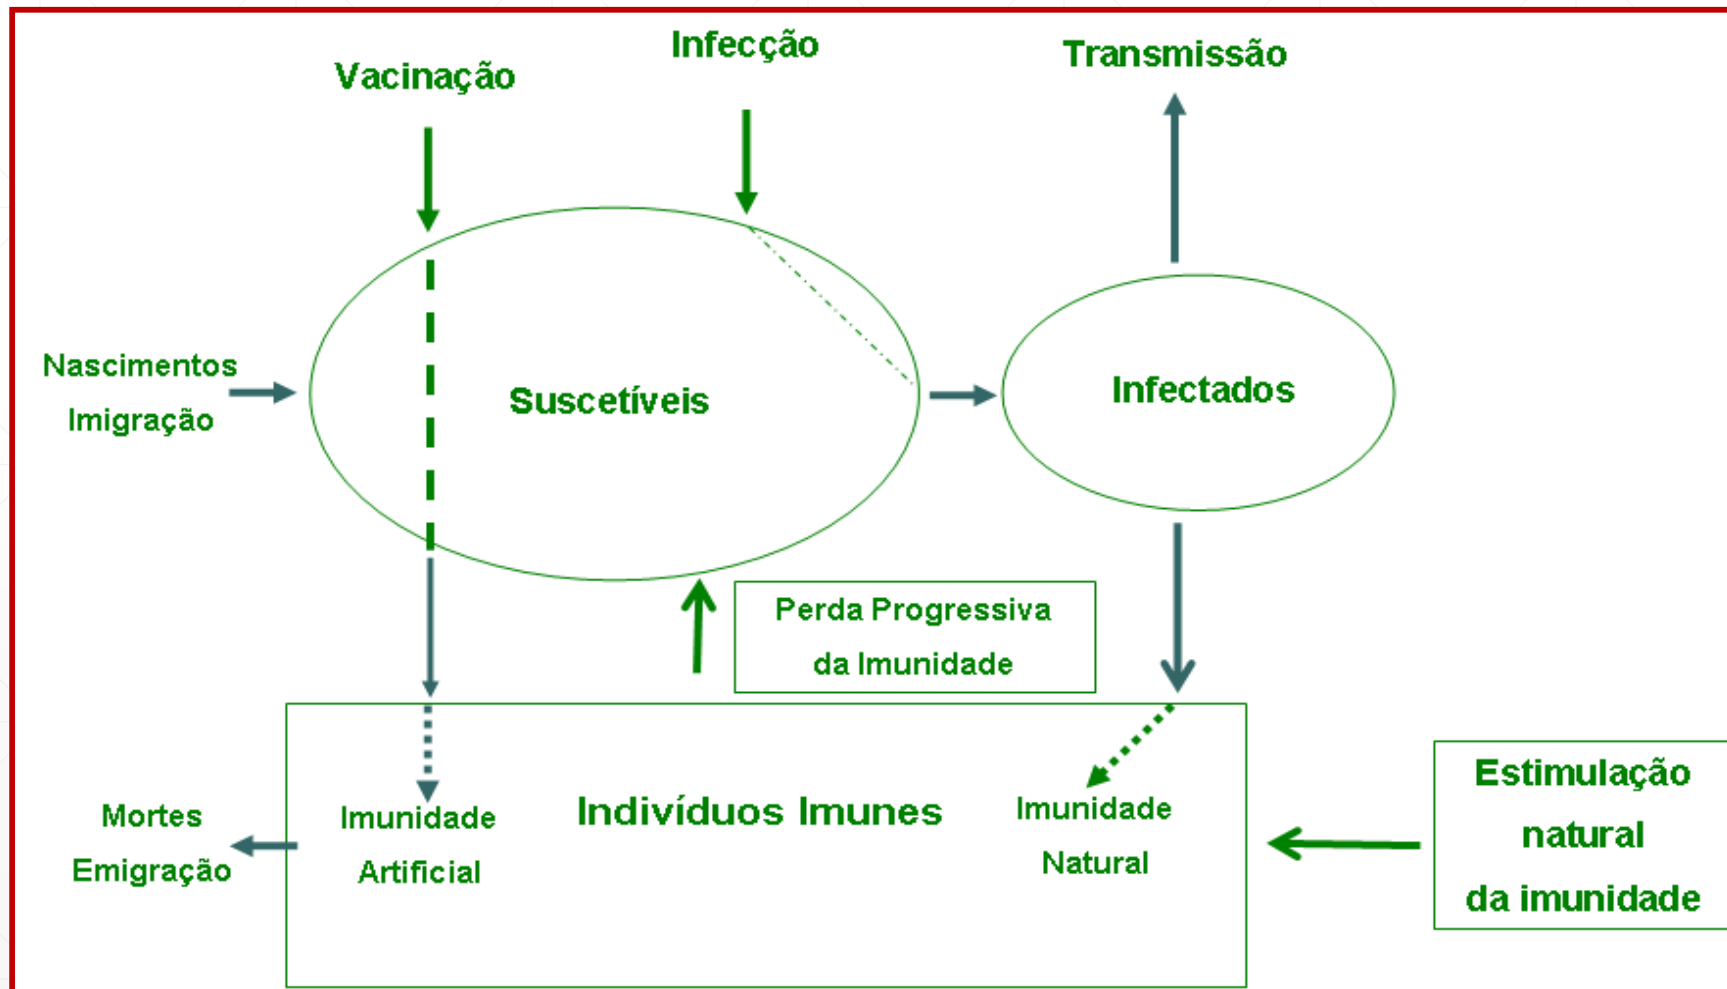 Vacinação
Infecção
Transmissão
Nascimentos
Imigração
Suscetíveis
Infectados
Perda Progressiva
da Imunidade
Mortes
Emigração
Imunidade
Artificial
Indivíduos Imunes
Imunidade
Natural
Estimulação
natural
da imunidade